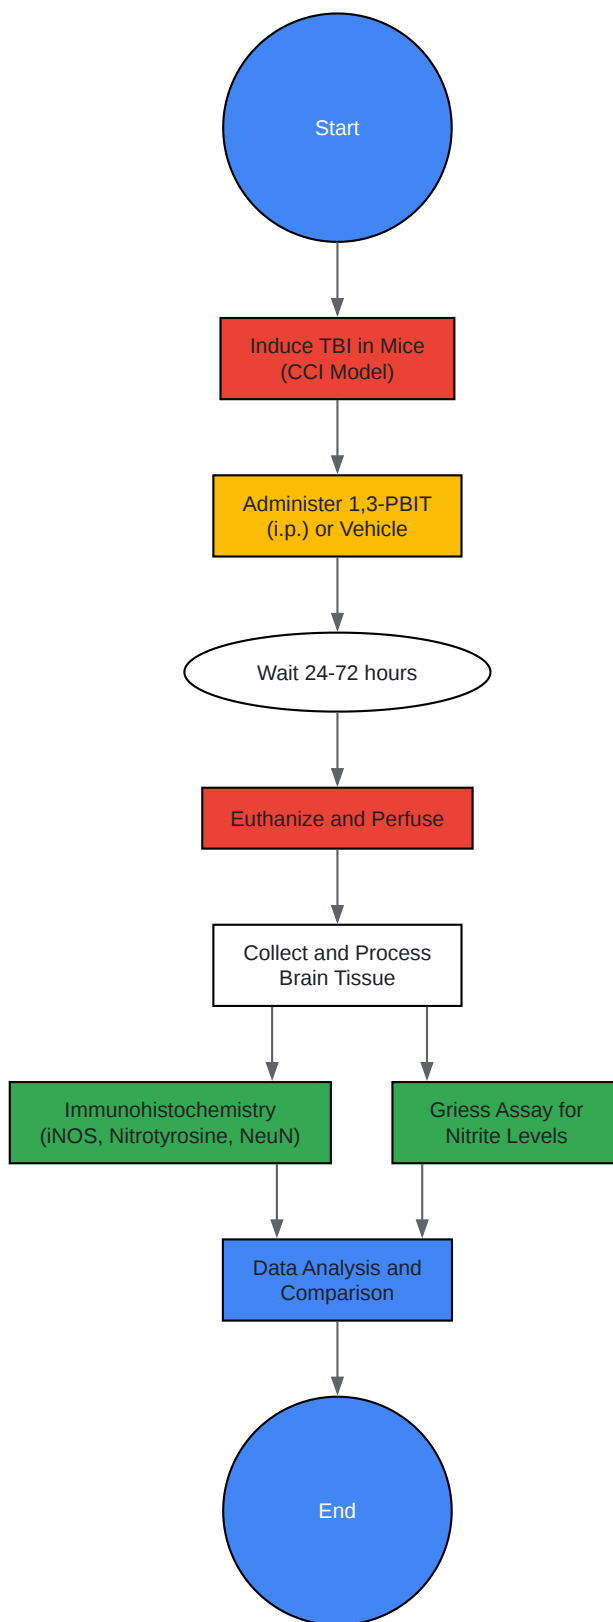 Start
Induce TBI in Mice
(CCI Model)
Administer 1,3-PBIT
(i.p.) or Vehicle
Wait 24-72 hours
Euthanize and Perfuse
Collect and Process
Brain Tissue
Immunohistochemistry
(iNOS, Nitrotyrosine, NeuN)
Griess Assay for
Nitrite Levels
Data Analysis and
Comparison
End